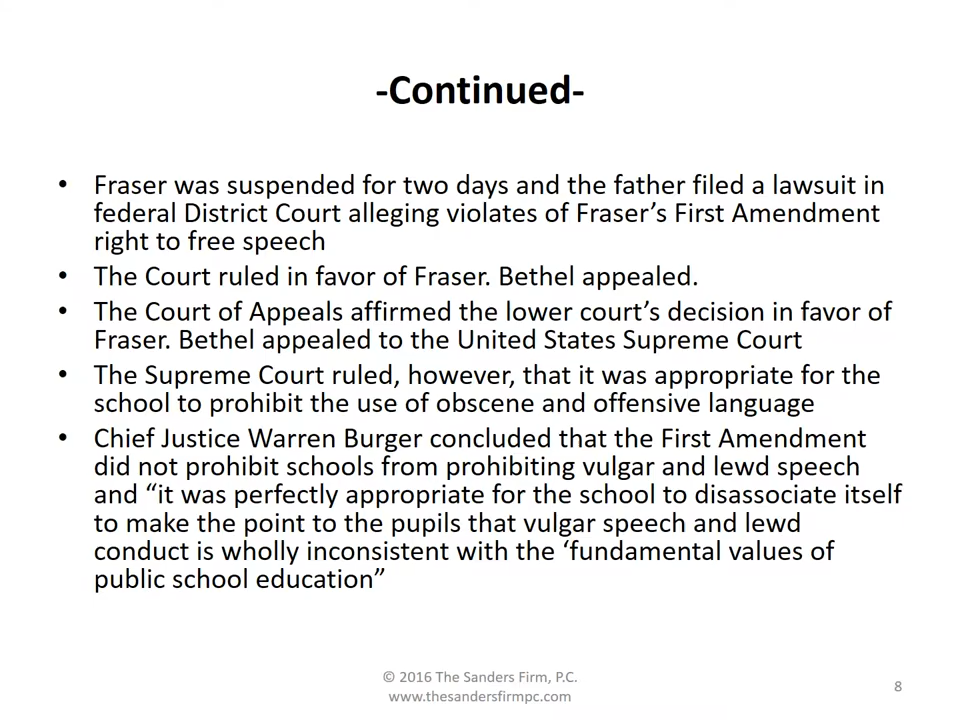 -Continued-
• Fraser was suspended for two days and the father filed a lawsuit in
federal District Court alleging violates of Fraser’s First Amendment
right to free speech
• The Court ruled in favor of Fraser. Bethel appealed.
• The Court of Appeals affirmed the lower court’s decision in favor of
Fraser. Bethel appealed to the United States Supreme Court
• The Supreme Court ruled, however, that it was appropriate for the
school to prohibit the use of obscene and offensive language
• Chief Justice Warren Burger concluded that the First Amendment
did not prohibit schools from prohibiting vulgar and lewd speech
and “it was perfectly appropriate for the school to disassociate itself
to make the point to the pupils that vulgar speech and lewd
conduct is wholly inconsistent with the ‘fundamental values of
public school education”
© 2016 The Sanders Firm, P.C.
www.thesandersfirmpc.com
8